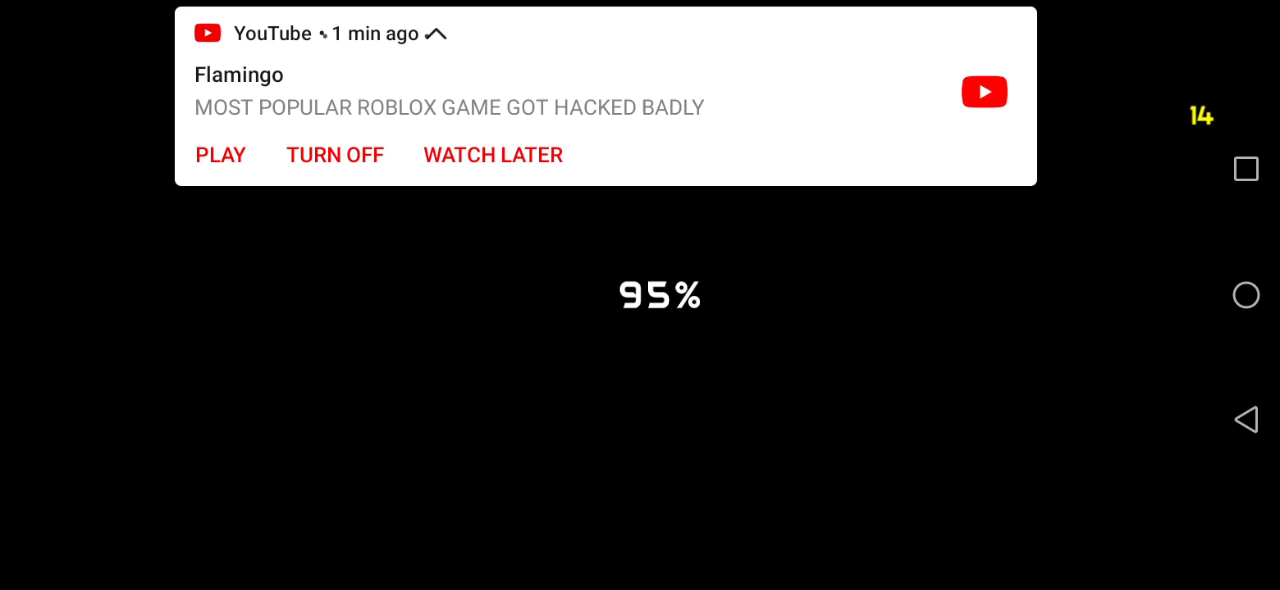 YouTube • 1 min ago
Flamingo
MOST POPULAR ROBLOX GAME GOT HACKED BADLY
PLAY TURN OFF WATCH LATER
14
95%